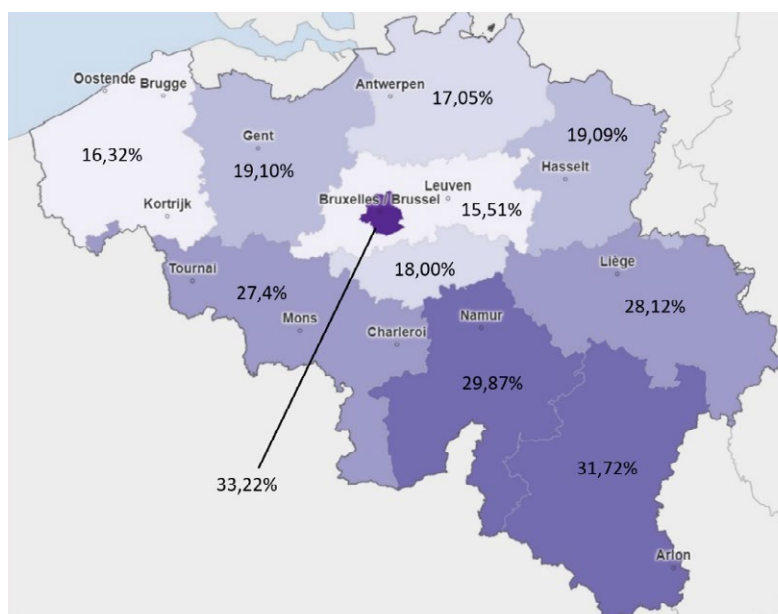 Oostende
Brugge
Antwerpen
17,05%
Gent
16,32%
19,10%
19,09%
Hasselt
Leuven
Bruxelles / Brussel
Kortrijk
15,51%
Tournai
18,00%
Liège
27,4%
Mons
Charleroi
Namur
28,12%
29,87%
31,72%
33,22%
Arlon